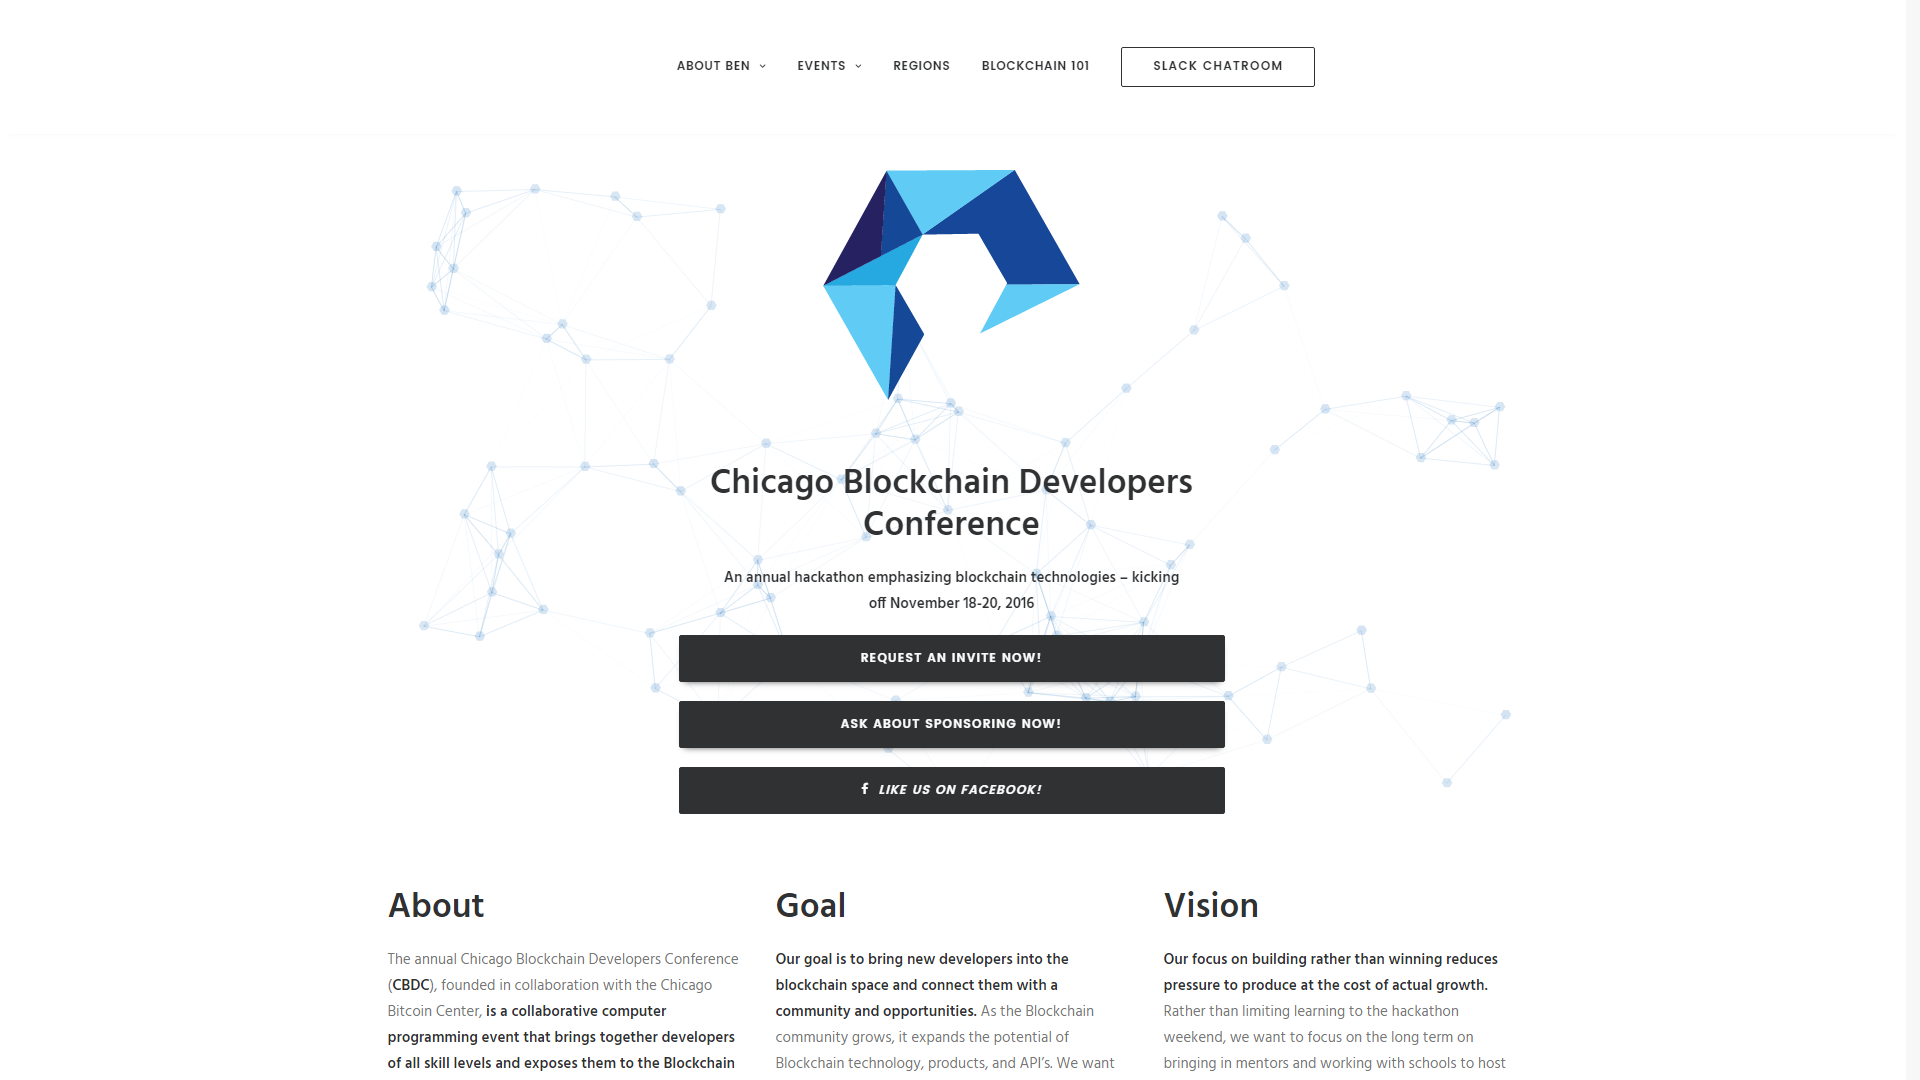 ABOUT BEN EVENTS REGIONS BLOCKCHAIN 101 SLACK CHATROOM
Chicago Blockchain Developers
Conference
An annual hackathon emphasizing blockchain technologies – kicking
off November 18-20, 2016
REQUEST AN INVITE NOW!
ASK ABOUT SPONSORING NOW!
LIKE US ON FACEBOOK!
About
The annual Chicago Blockchain Developers Conference
(CBDC), founded in collaboration with the Chicago
Bitcoin Center, is a collaborative computer
programming event that brings together developers
of all skill levels and exposes them to the Blockchain
Goal
Our goal is to bring new developers into the
blockchain space and connect them with a
community and opportunities. As the Blockchain
community grows, it expands the potential of
Blockchain technology, products, and API’s. We want
Vision
Our focus on building rather than winning reduces
pressure to produce at the cost of actual growth.
Rather than limiting learning to the hackathon
weekend, we want to focus on the long term on
bringing in mentors and working with schools to host